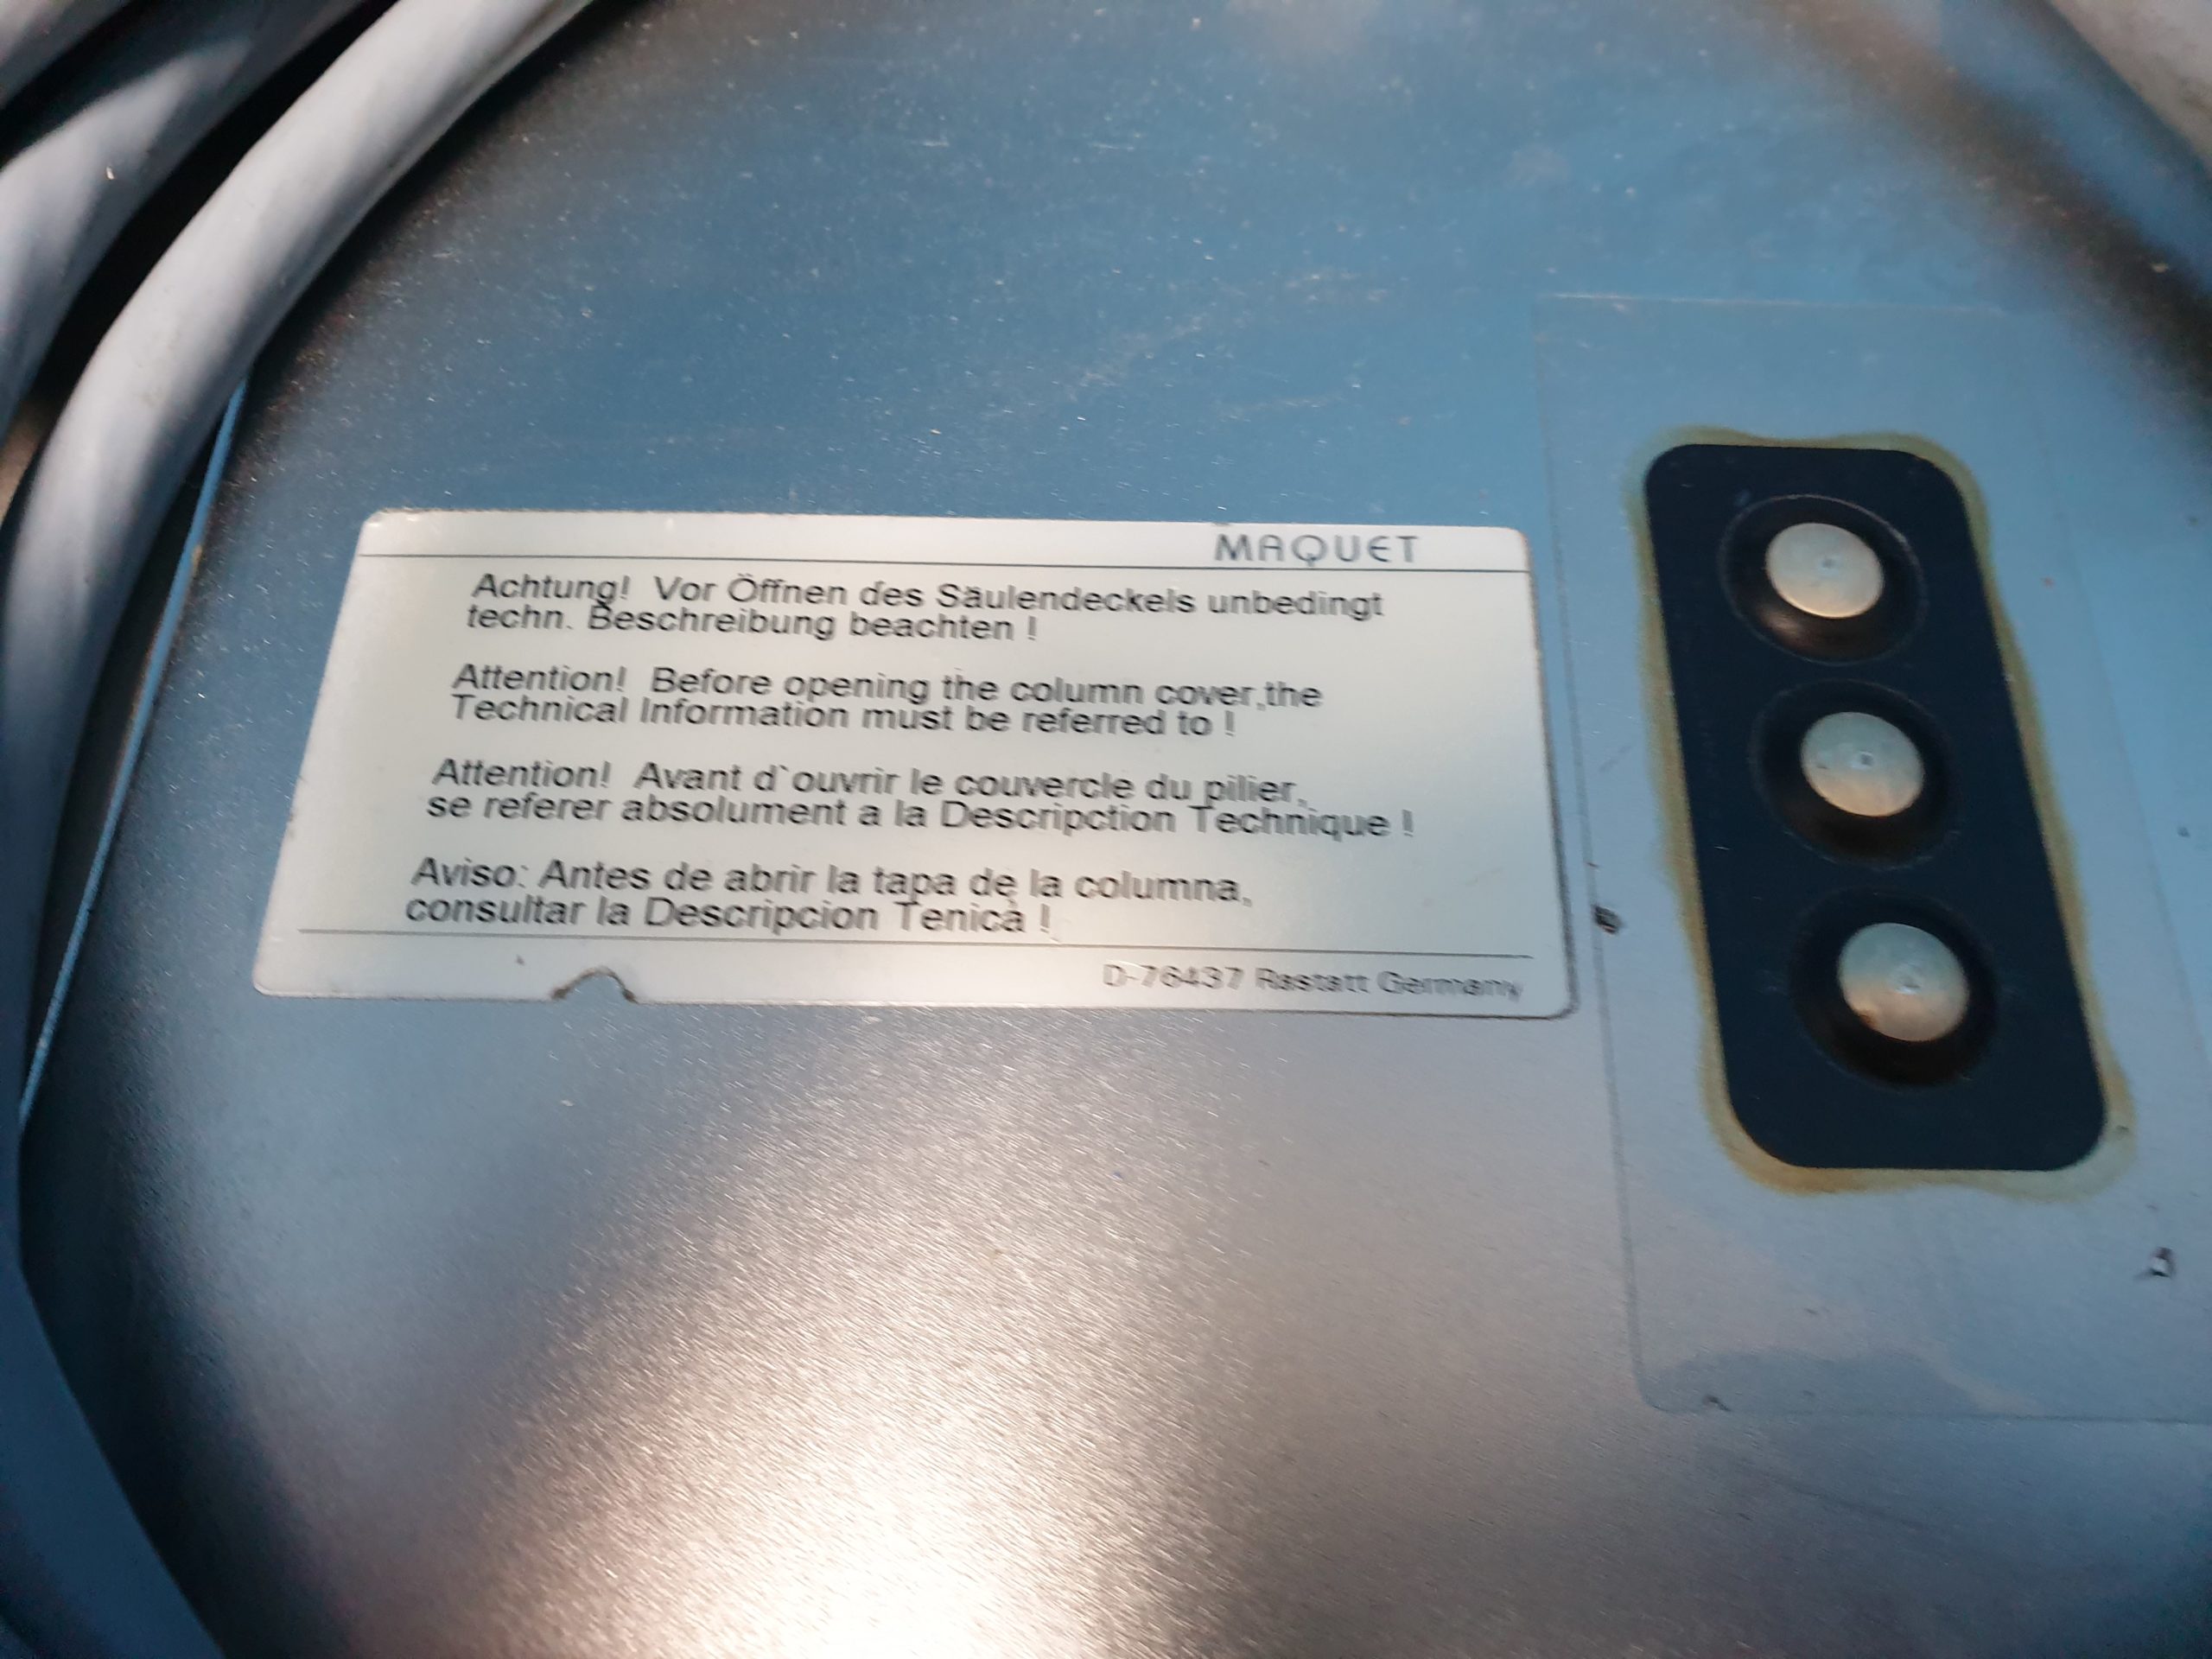 MAQUET
Achtung! Vor Öffnen des Säulendeckels unbedingt
techn. Beschreibung beachten !
Attention! Before opening the column cover,the
Technical Information must be referred to !
Attention! Avant d`ouvrir le couvercle du pilier,
se referer absolument a la Descripction Technique !
Aviso: Antes de abrir la tapa de la columna,
consultar la Descripcion Tenica !
D-76437 Rastatt Germany